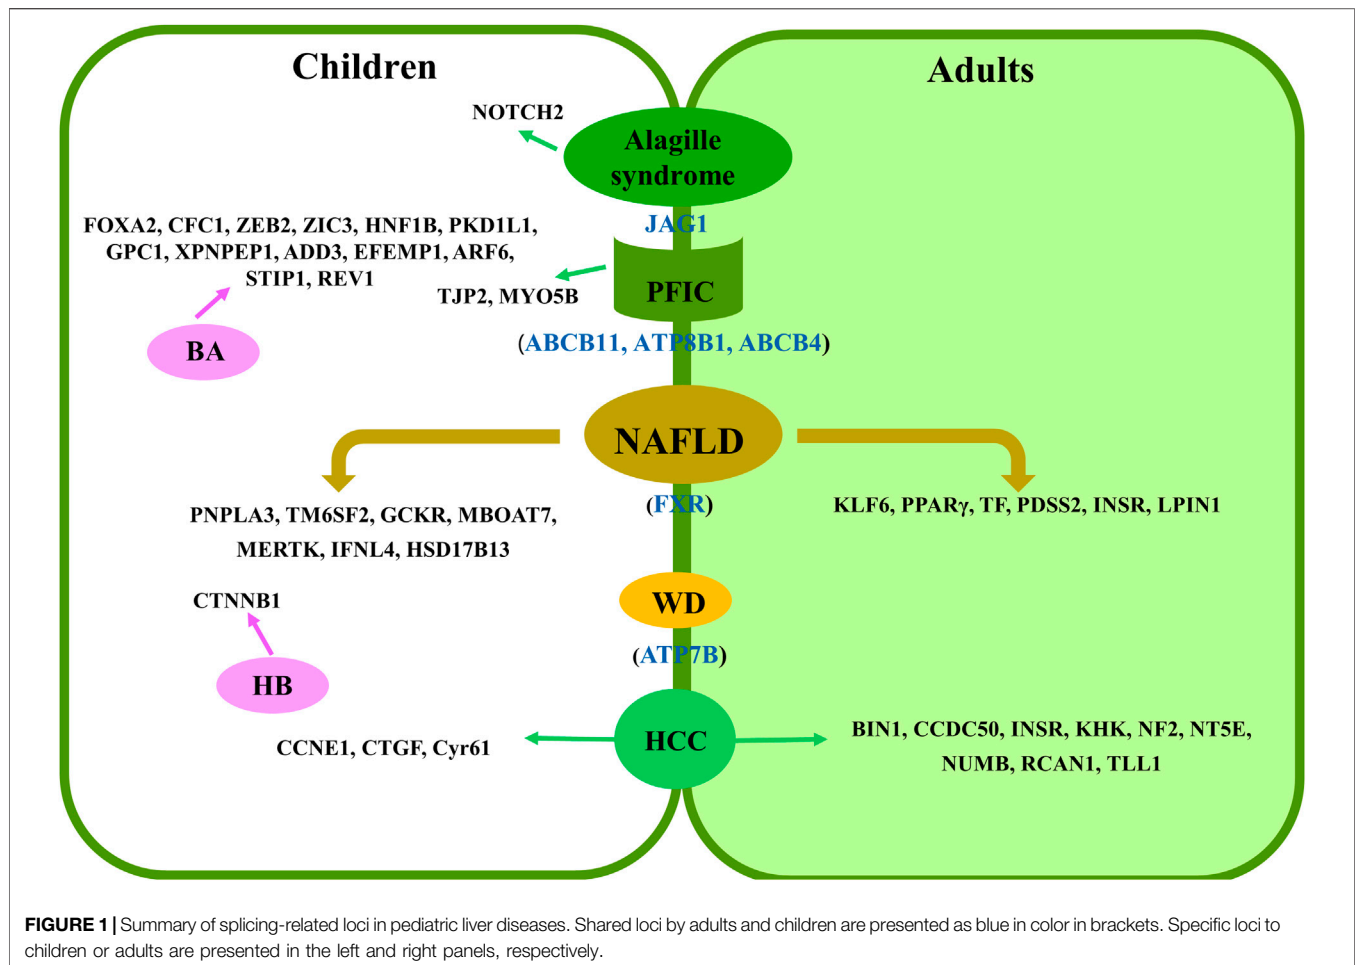 Children
Adults
NOTCH2
Alagille
syndrome
JAG1
FOXA2, CFC1, ZEB2, ZIC3, HNF1B, PKD1L1,
GPC1, XPNPEP1, ADD3, EFEMP1, ARF6,
STIP1, REV1
TJP2, MYO5B
PFIC
BA
(ABCB11, ATP8B1, ABCB4)
NAFLD
(FXR)
PNPLA3, TM6SF2, GCKR, MBOAT7,
MERTK, IFNL4, HSD17B13
KLF6, PPARγ, TF, PDSS2, INSR, LPIN1
CTNNB1
WD
(ATP7B)
HB
HCC
CCNE1, CTGF, Cyr61
BIN1, CCDC50, INSR, KHK, NF2, NT5E,
NUMB, RCAN1, TLL1
FIGURE 1 | Summary of splicing-related loci in pediatric liver diseases. Shared loci by adults and children are presented as blue in color in brackets. Specific loci to
children or adults are presented in the left and right panels, respectively.